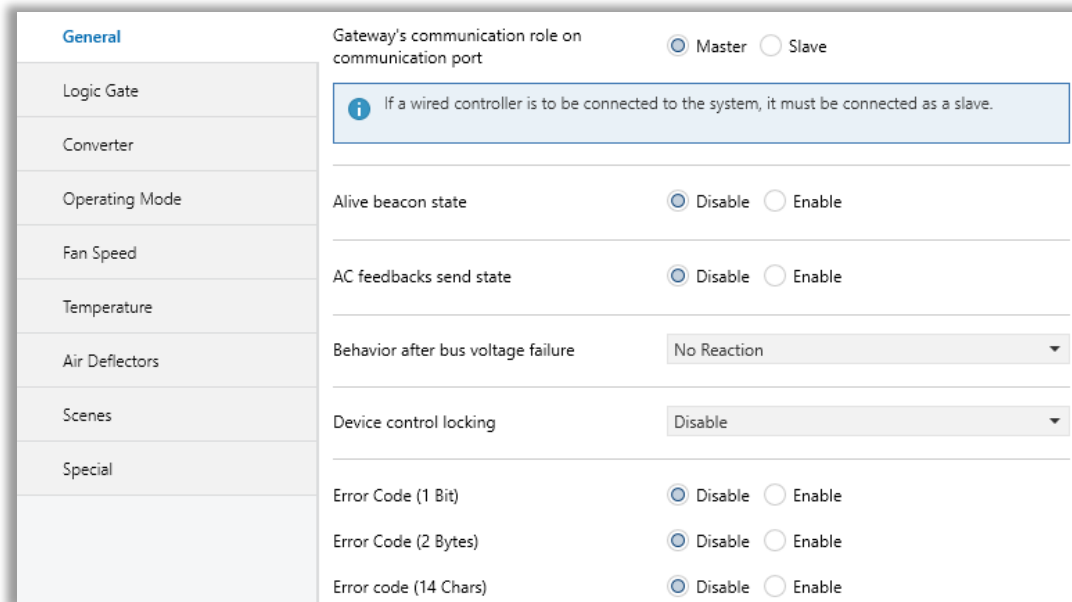 General
Logic Gate
Converter
Operating Mode
Fan Speed
Temperature
Air Deflectors
Scenes
Special
Gateway's communication role on
communication port
Master Slave
If a wired controller is to be connected to the system, it must be connected as a slave.
Alive beacon state
Disable Enable
AC feedbacks send state
Disable Enable
Behavior after bus voltage failure
No Reaction
Device control locking
Disable
Error Code (1 Bit)
Disable Enable
Error Code (2 Bytes)
Disable Enable
Error code (14 Chars)
Disable Enable